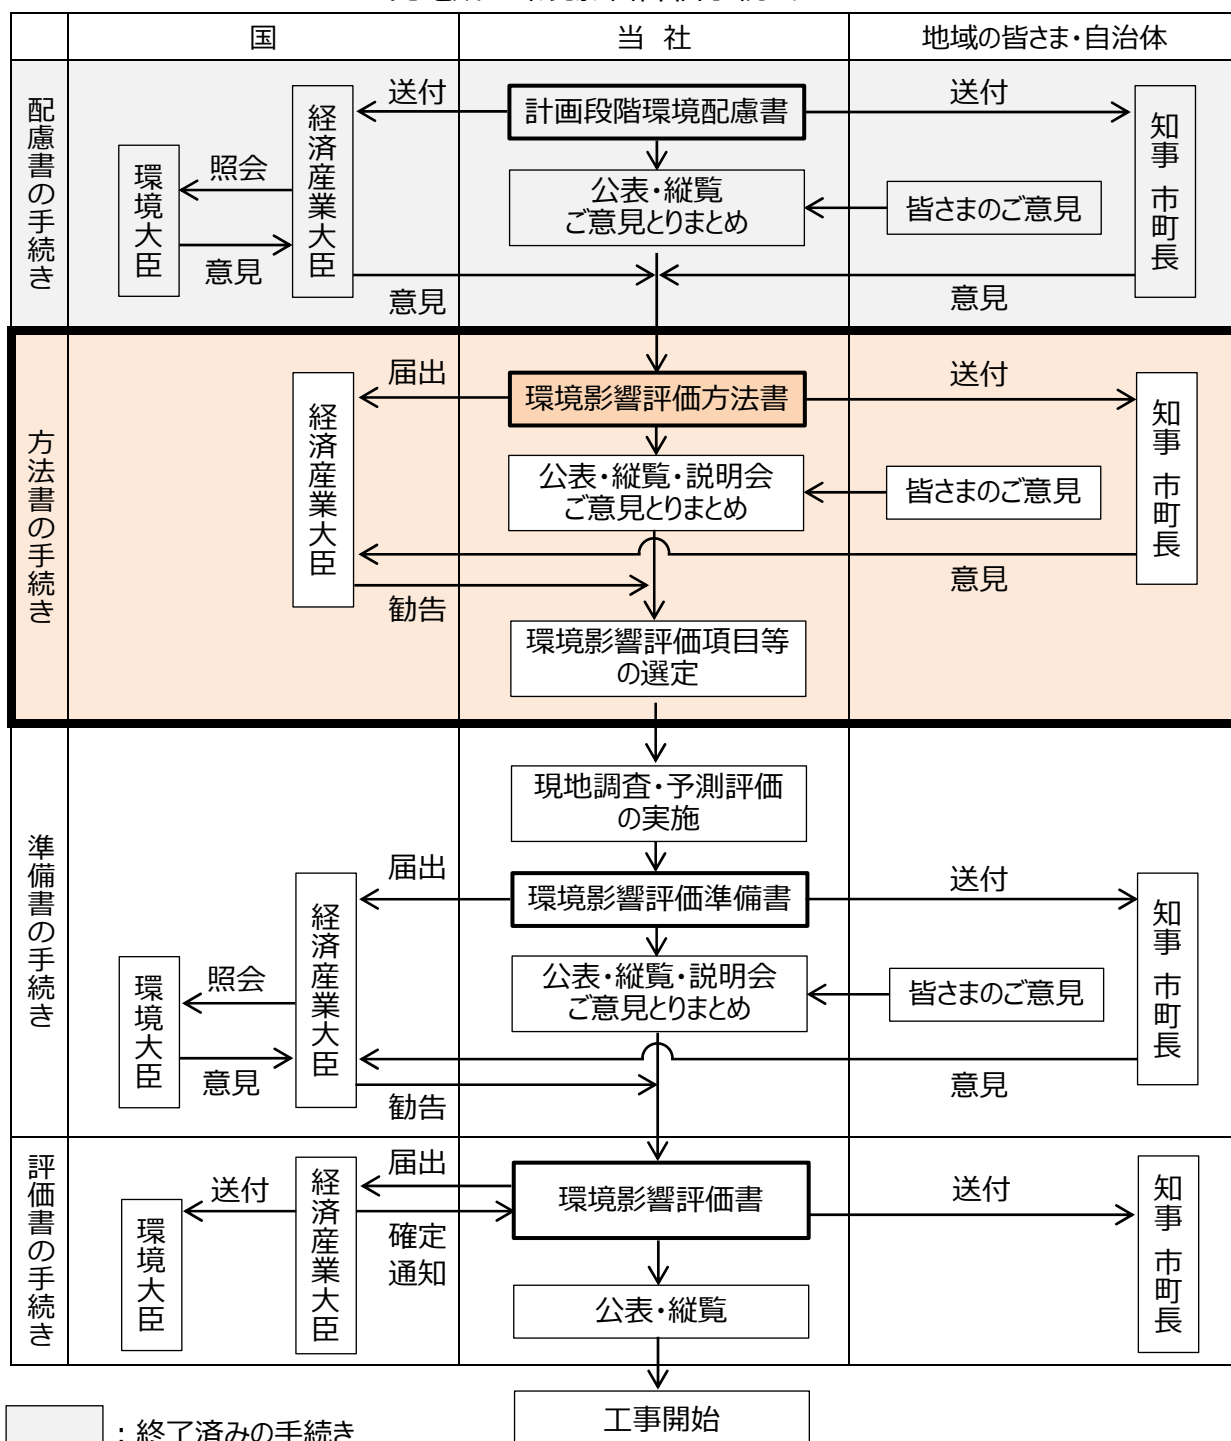 国
当 社
地域の皆さま・自治体
配慮書の手続き
送付
計画段階環境配慮書
送付
経済産業大臣
知事 市町長
環境大臣
照会
公表・縦覧
ご意見とりまとめ
皆さまのご意見
意見
意見
意見
方法書の手続き
届出
環境影響評価方法書
送付
経済産業大臣
知事 市町長
公表・縦覧・説明会
ご意見とりまとめ
皆さまのご意見
意見
勧告
環境影響評価項目等
の選定
準備書の手続き
現地調査・予測評価
の実施
届出
環境影響評価準備書
送付
経済産業大臣
知事 市町長
環境大臣
照会
公表・縦覧・説明会
ご意見とりまとめ
皆さまのご意見
意見
意見
勧告
評価書の手続き
届出
送付
経済産業大臣
環境影響評価書
送付
知事 市町長
環境大臣
確定
通知
公表・縦覧
工事開始
：終了済みの手続き